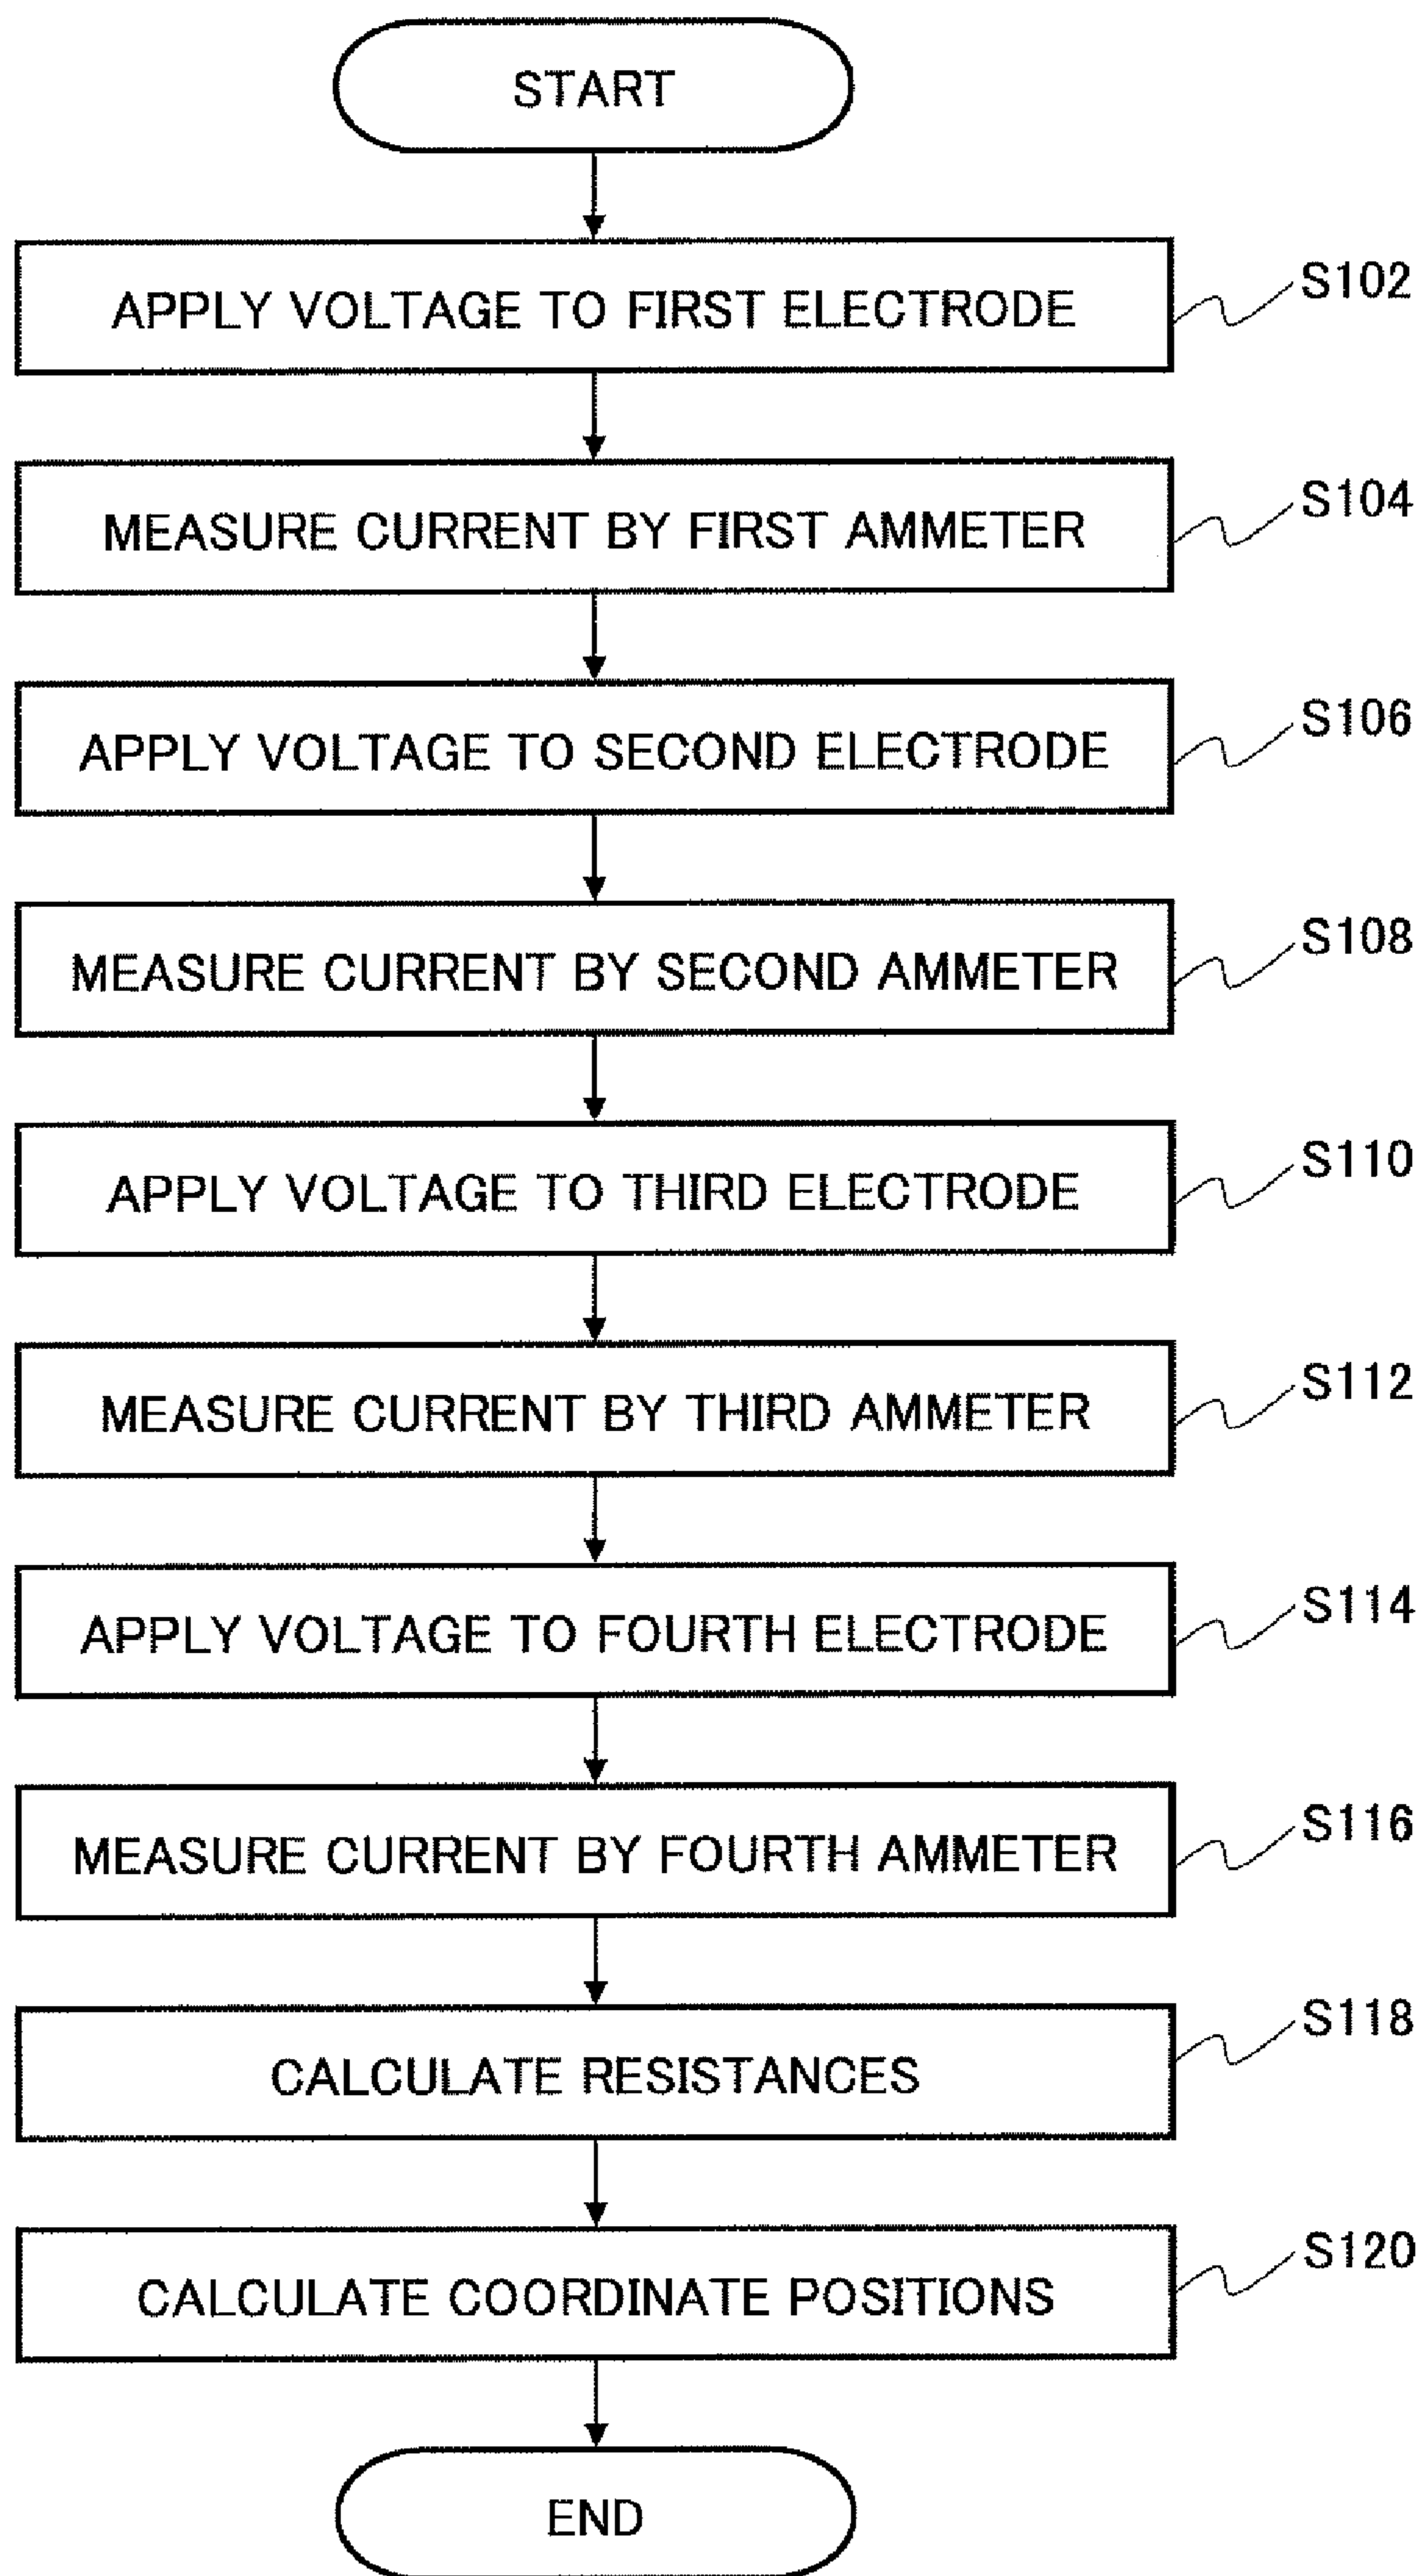 START
APPLY VOLTAGE TO FIRST ELECTRODE
S102
MEASURE CURRENT BY FIRST AMMETER
S104
APPLY VOLTAGE TO SECOND ELECTRODE
S106
MEASURE CURRENT BY SECOND AMMETER
S108
APPLY VOLTAGE TO THIRD ELECTRODE
S110
MEASURE CURRENT BY THIRD AMMETER
S112
APPLY VOLTAGE TO FOURTH ELECTRODE
S114
MEASURE CURRENT BY FOURTH AMMETER
S116
CALCULATE RESISTANCES
S118
CALCULATE COORDINATE POSITIONS
S120
END